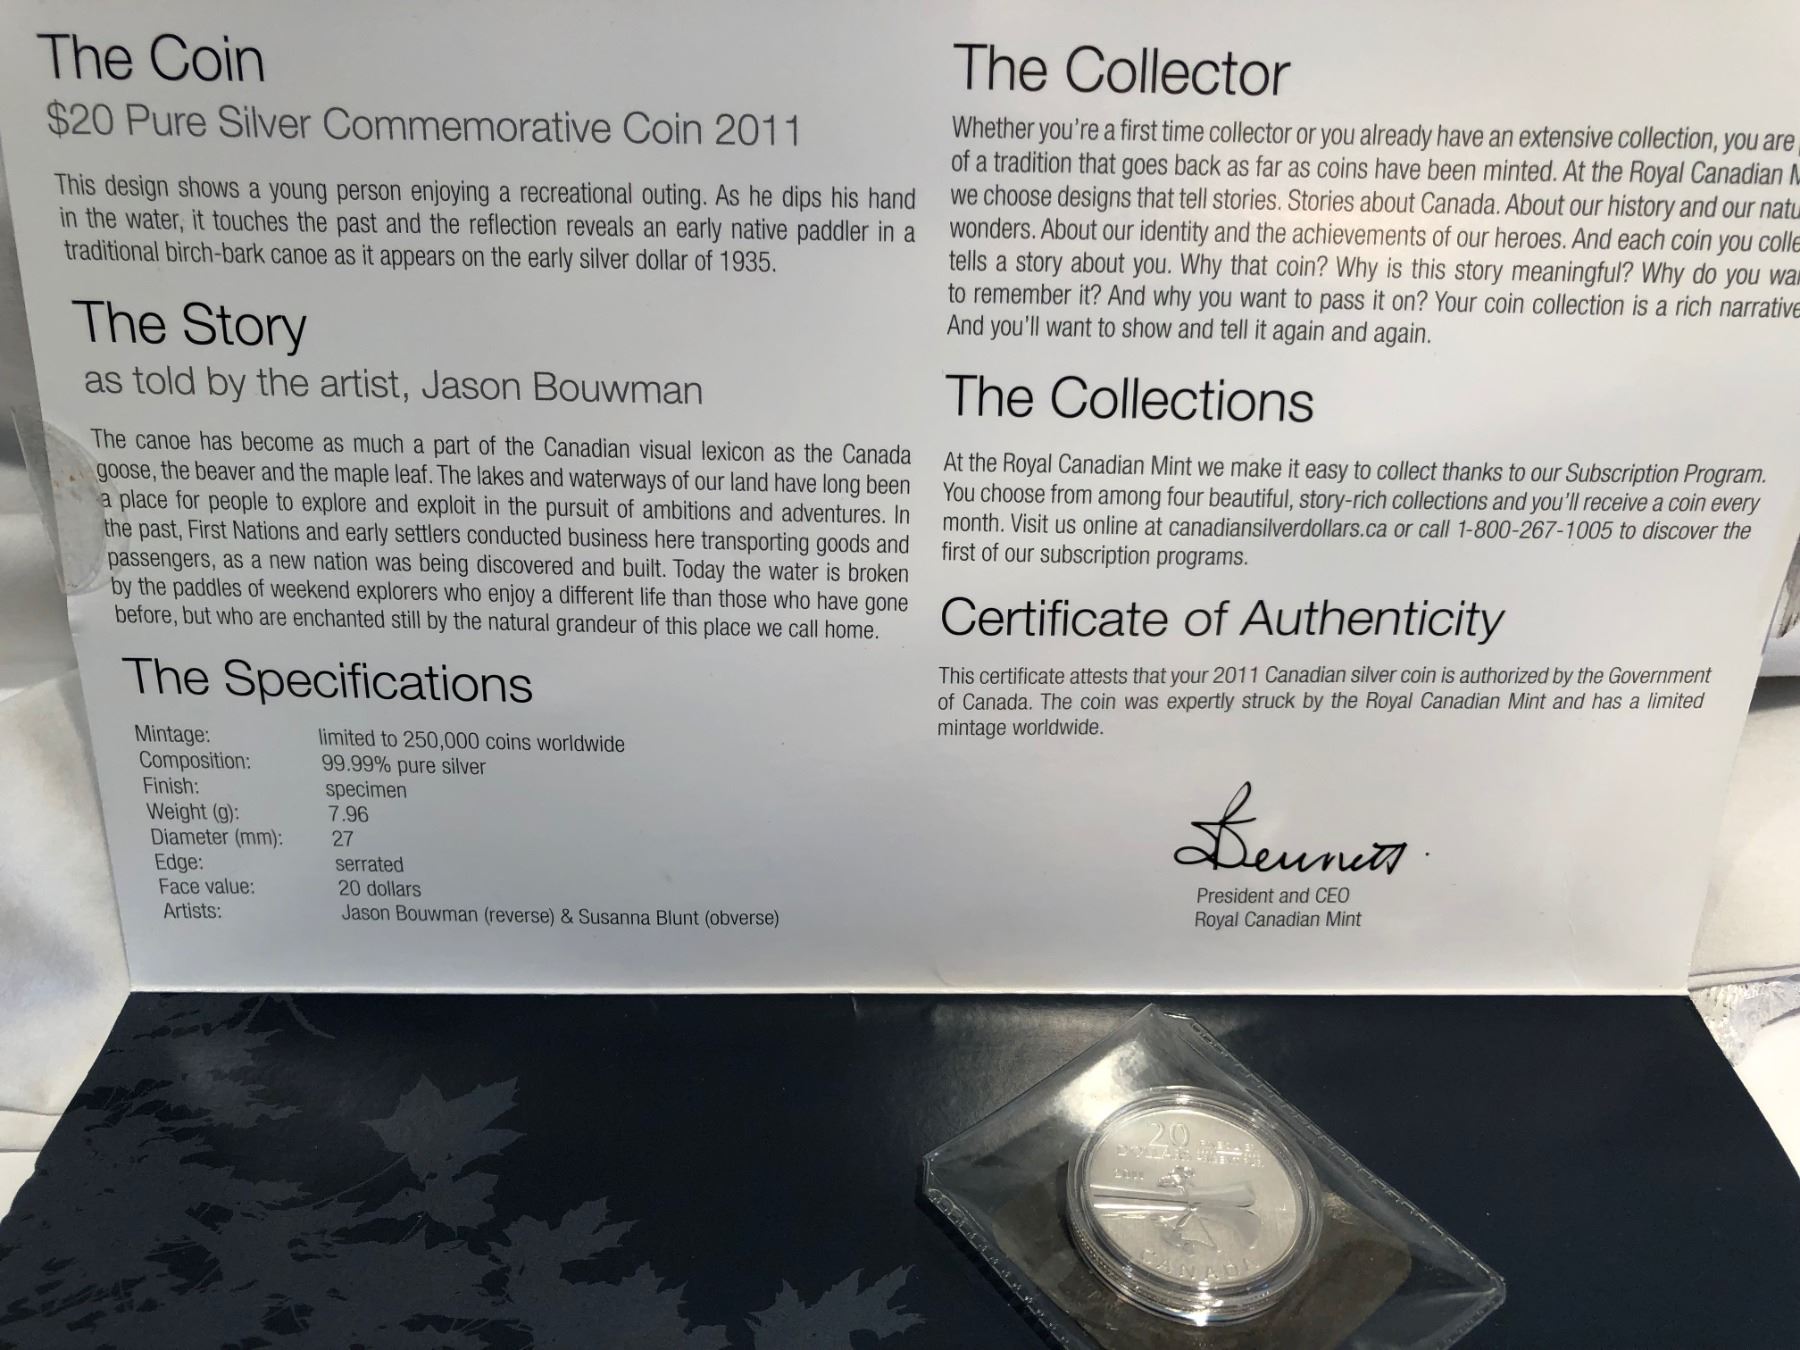 The Coin
$20 Pure Silver Commemorative Coin 2011
This design shows a young person enjoying a recreational outing. As he dips his hand
in the water, it touches the past and the reflection reveals an early native paddler in a
traditional birch-bark canoe as it appears on the early silver dollar of 1935.
The Story
as told by the artist, Jason Bouwman
The canoe has become as much a part of the Canadian visual lexicon as the Canada
goose, the beaver and the maple leaf. The lakes and waterways of our land have long been
a place for people to explore and exploit in the pursuit of ambitions and adventures. In
the past, First Nations and early settlers conducted business here transporting goods and
passengers, as a new nation was being discovered and built. Today the water is broken
by the paddles of weekend explorers who enjoy a different life than those who have gone
before, but who are enchanted still by the natural grandeur of this place we call home.
The Specifications
Mintage: limited to 250,000 coins worldwide
Composition: 99.99% pure silver
Finish: specimen
Weight (g): 7.96
Diameter (mm): 27
Edge: serrated
Face value: 20 dollars
Artists: Jason Bouwman (reverse) & Susanna Blunt (obverse)
The Collector
Whether you're a first time collector or you already have an extensive collection, you are
of a tradition that goes back as far as coins have been minted. At the Royal Canadian
we choose designs that tell stories. Stories about Canada. About our history and our natu
wonders. About our identity and the achievements of our heroes. And each coin you colle
tells a story about you. Why that coin? Why is this story meaningful? Why do you wa
to remember it? And why you want to pass it on? Your coin collection is a rich narrative
And you'll want to show and tell it again and again.
The Collections
At the Royal Canadian Mint we make it easy to collect thanks to our Subscription Program.
You choose from among four beautiful, story-rich collections and you'll receive a coin every
month. Visit us online at canadiansilverdollars.ca or call 1-800-267-1005 to discover the
first of our subscription programs.
Certificate of Authenticity
This certificate attests that your 2011 Canadian silver coin is authorized by the Government
of Canada. The coin was expertly struck by the Royal Canadian Mint and has a limited
mintage worldwide.
Bennett
President and CEO
Royal Canadian Mint
20
DOLLARS
2011
CANADA